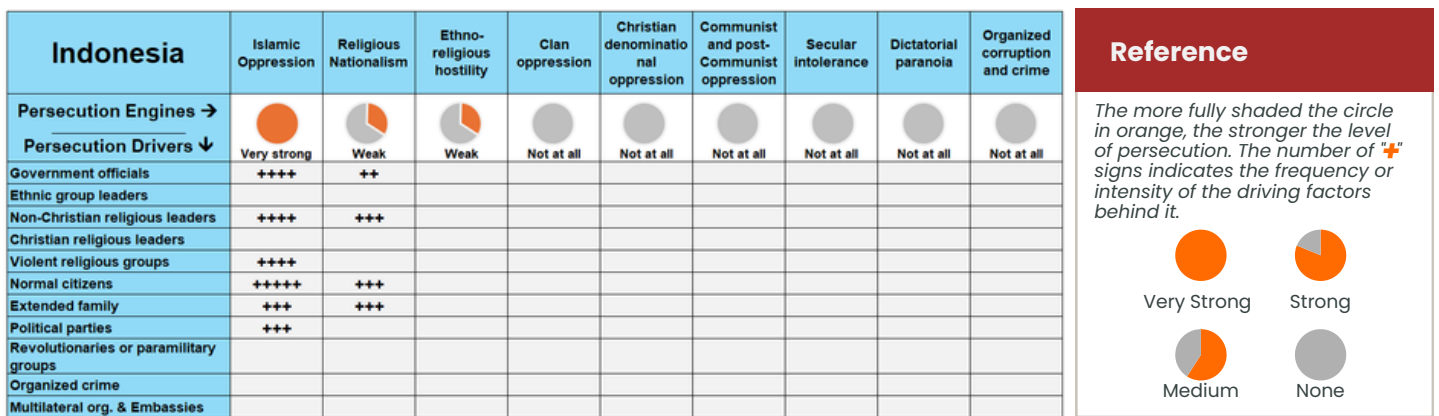 Indonesia
Islamic
Oppression
Religious
Nationalism
Ethno-
religious
hostility
Clan
oppression
Christian
denominatio
nal
oppression
Communist
and post-
Communist
oppression
Secular
intolerance
Dictatorial
paranoia
Organized
corruption
and crime
Persecution Engines →
Persecution Drivers ↓
Very strong Weak Weak Not at all Not at all Not at all Not at all Not at all Not at all
Government officials ++++ ++
Ethnic group leaders
Non-Christian religious leaders ++++ +++
Christian religious leaders
Violent religious groups ++++
Normal citizens +++++ +++
Extended family +++ +++
Political parties +++
Revolutionaries or paramilitary
groups
Organized crime
Multilateral org. & Embassies
Reference
The more fully shaded the circle
in orange, the stronger the level
of persecution. The number of "+"
signs indicates the frequency or
intensity of the driving factors
behind it.
Very Strong Strong
Medium None